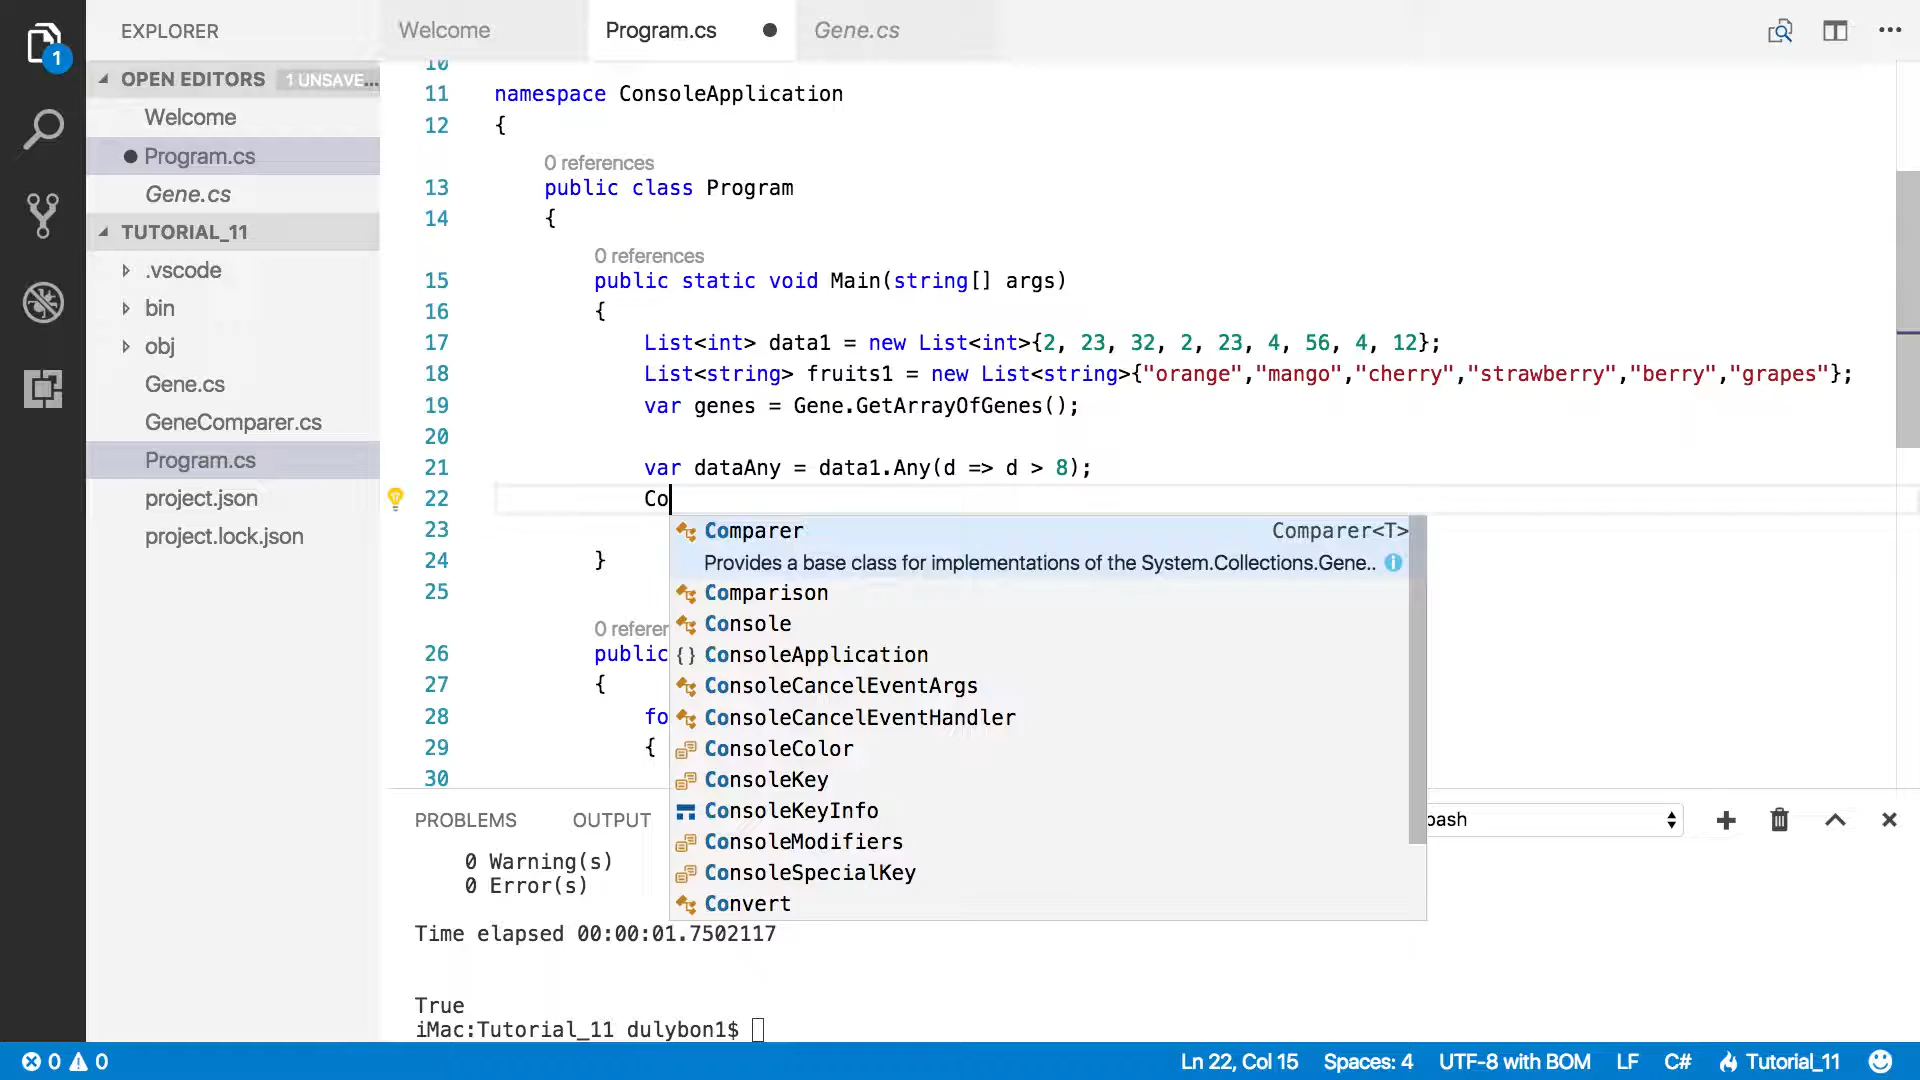 EXPLORER
1
OPEN EDITORS 1 UNSAVE...
Welcome
Program.cs
Gene.cs
TUTORIAL_11
.vscode
bin
obj
Gene.cs
GeneComparer.cs
Program.cs
project.json
project.lock.json
Welcome Program.cs Gene.cs
10
11 namespace ConsoleApplication
12 {
0 references
13 public class Program
14 {
0 references
15 public static void Main(string[] args)
16 {
17 List<int> data1 = new List<int>{2, 23, 32, 2, 23, 4, 56, 4, 12};
18 List<string> fruits1 = new List<string>{"orange","mango","cherry","strawberry","berry","grapes"};
19 var genes = Gene.GetArrayOfGenes();
20
21 var dataAny = data1.Any(d => d > 8);
22 Co
23
24 }
25
0 referer
26 public
27 {
28 fo
29 {
30
Comparer Comparer<T>
Provides a base class for implementations of the System.Collections.Gene..
Comparison
Console
{} ConsoleApplication
ConsoleCancelEventArgs
ConsoleCancelEventHandler
ConsoleColor
ConsoleKey
ConsoleKeyInfo
ConsoleModifiers
ConsoleSpecialKey
Convert
PROBLEMS OUTPUT bash
0 Warning(s)
0 Error(s)
Time elapsed 00:00:01.7502117
True
iMac:Tutorial_11 dulybon1$
0 0 Ln 22, Col 15 Spaces: 4 UTF-8 with BOM LF C# Tutorial_11